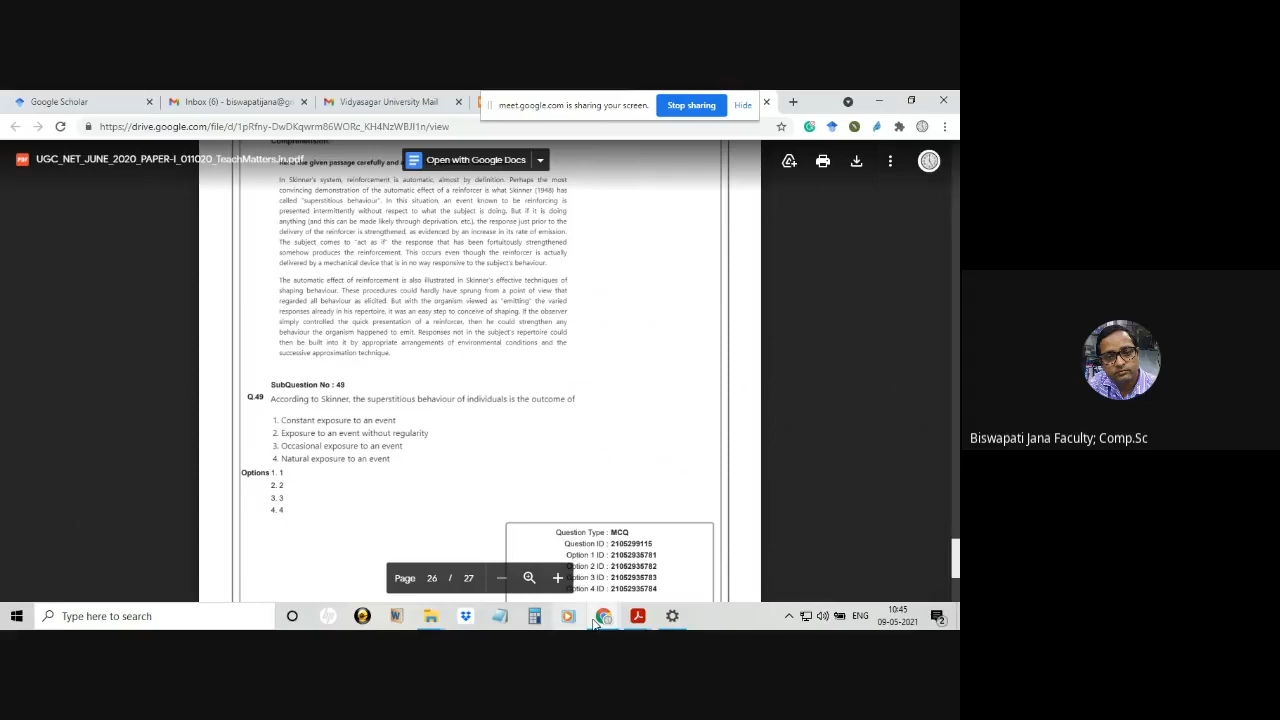 Google Scholar
Inbox (6) - biswapatijana@g
Vidyasagar University Mail
meet.google.com is sharing your screen.
Stop sharing
Hide
https://drive.google.com/file/d/1pRfny-DwDKqwrm86WORc_KH4NzWBJI1n/view
Comprehension:
UGC_NET_JUNE_2020_PAPER-I_011020_TeachMattersJn.pdf
the given passage carefully and a
Open with Google Docs
In Skinner's system, reinforcement is automatic, almost by definition. Perhaps the most
convincing demonstration of the automatic effect of a reinforcer is what Skinner (1948) has
called "superstitious behaviour". In this situation, an event known to be reinforcing is
presented intermittently without respect to what the subject is doing. But if it is doing
anything (and this can be made likely through deprivation, etc.), the response just prior to the
delivery of the reinforcer is strengthened, as evidenced by an increase in its rate of emission.
The subject comes to "act as if" the response that has been fortuitously strengthened
somehow produces the reinforcement. This occurs even though the reinforcer is actually
delivered by a mechanical device that is in no way responsive to the subject's behaviour.
The automatic effect of reinforcement is also illustrated in Skinner's effective techniques of
shaping behaviour. These procedures could hardly have sprung from a point of view that
regarded all behaviour as elicited. But with the organism viewed as "emitting" the varied
responses already in his repertoire, it was an easy step to conceive of shaping. If the observer
simply controlled the quick presentation of a reinforcer, then he could strengthen any
behaviour the organism happened to emit. Responses not in the subject's repertoire could
then be built into it by appropriate arrangements of environmental conditions and the
successive approximation technique.
SubQuestion No : 49
Q.49 According to Skinner, the superstitious behaviour of individuals is the outcome of
1. Constant exposure to an event
2. Exposure to an event without regularity
3. Occasional exposure to an event
4. Natural exposure to an event
Options 1. 1
2. 2
3. 3
4. 4
Question Type : MCQ
Question ID : 2105299115
Option 1 ID : 21052935781
Option 2 ID : 21052935782
Option 3 ID : 21052935783
Option 4 ID : 21052935784
Page 26 / 27
Biswapati Jana Faculty; Comp.Sc
Type here to search
ENG
10:45
09-05-2021
2